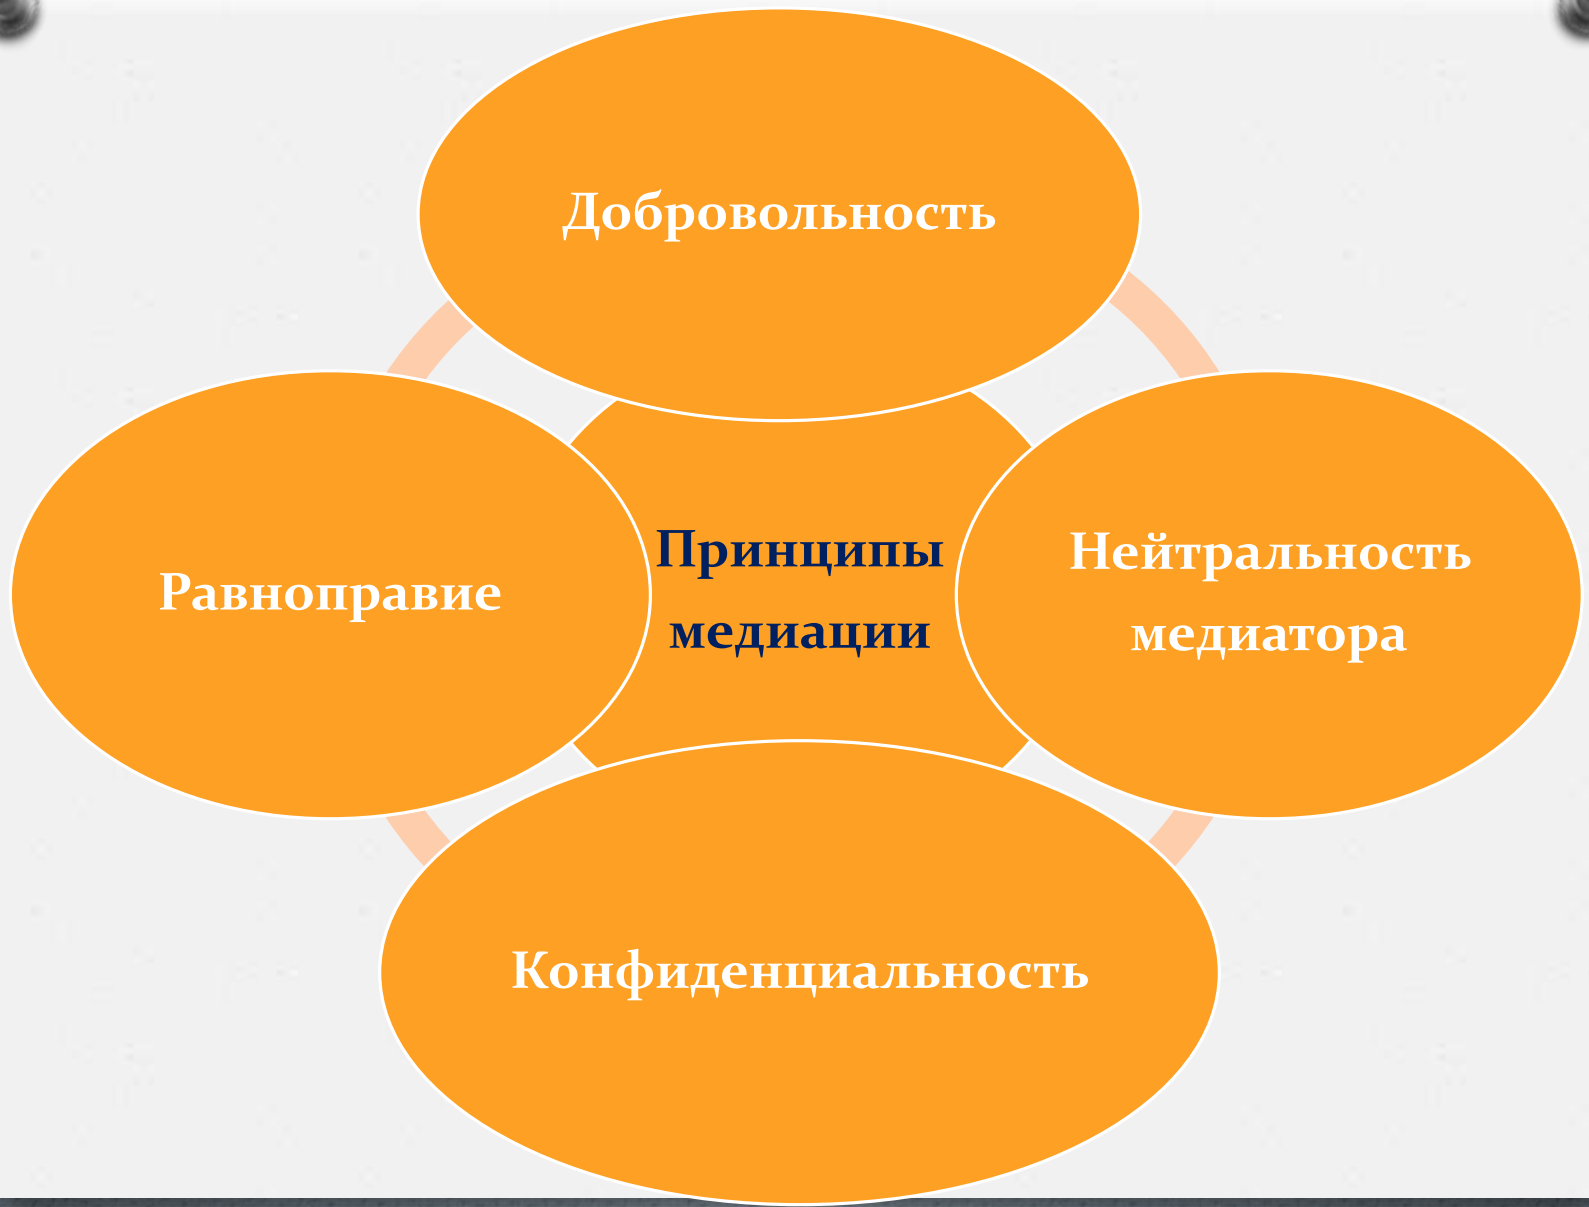 Добровольность
Равноправие
Принципы
медиации
Нейтральность
медиатора
Конфиденциальность